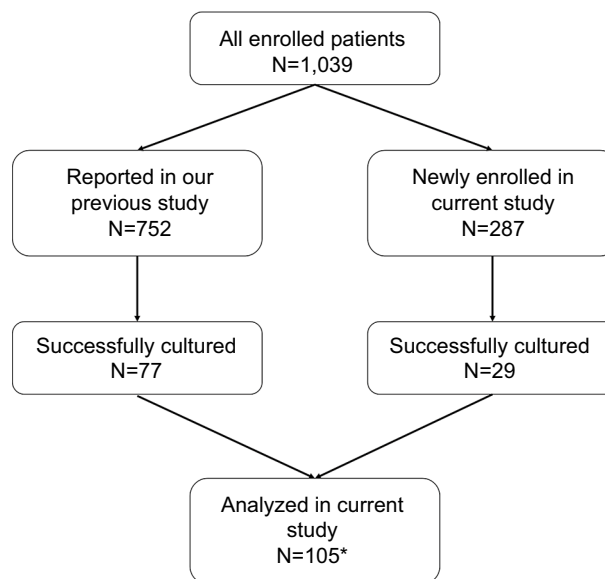 All enrolled patients
N=1,039
Reported in our
previous study
N=752
Newly enrolled in
current study
N=287
Successfully cultured
N=77
Successfully cultured
N=29
Analyzed in current
study
N=105*